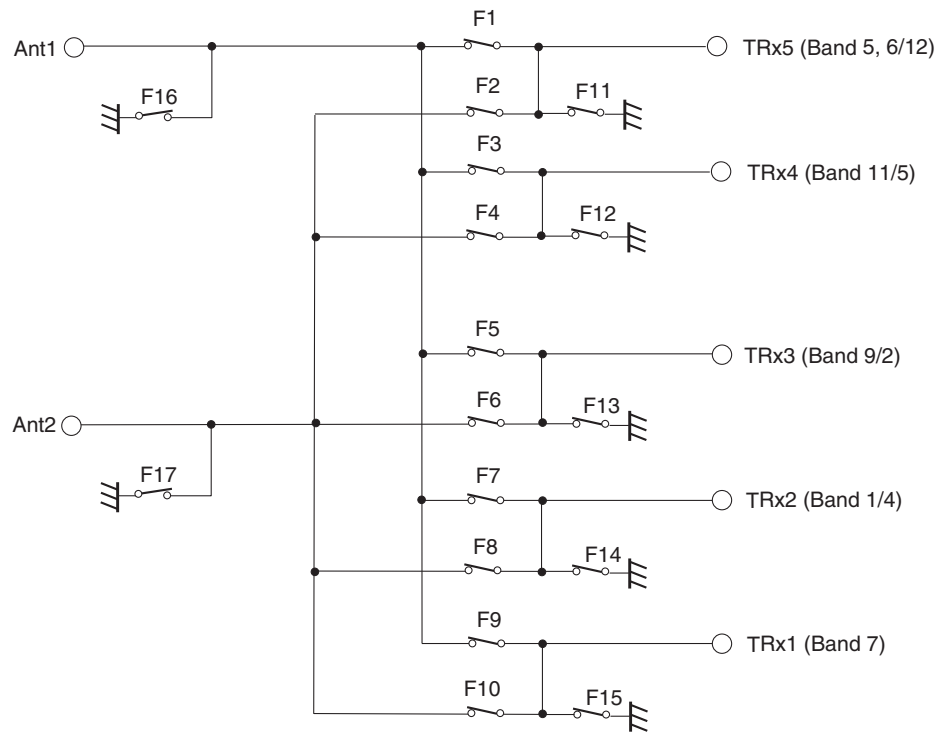 F1
Ant1
TRx5 (Band 5, 6/12)
F16
F2
F11
F3
TRx4 (Band 11/5)
F4
F12
F5
TRx3 (Band 9/2)
F6
F13
Ant2
F17
F7
TRx2 (Band 1/4)
F8
F14
F9
TRx1 (Band 7)
F10
F15